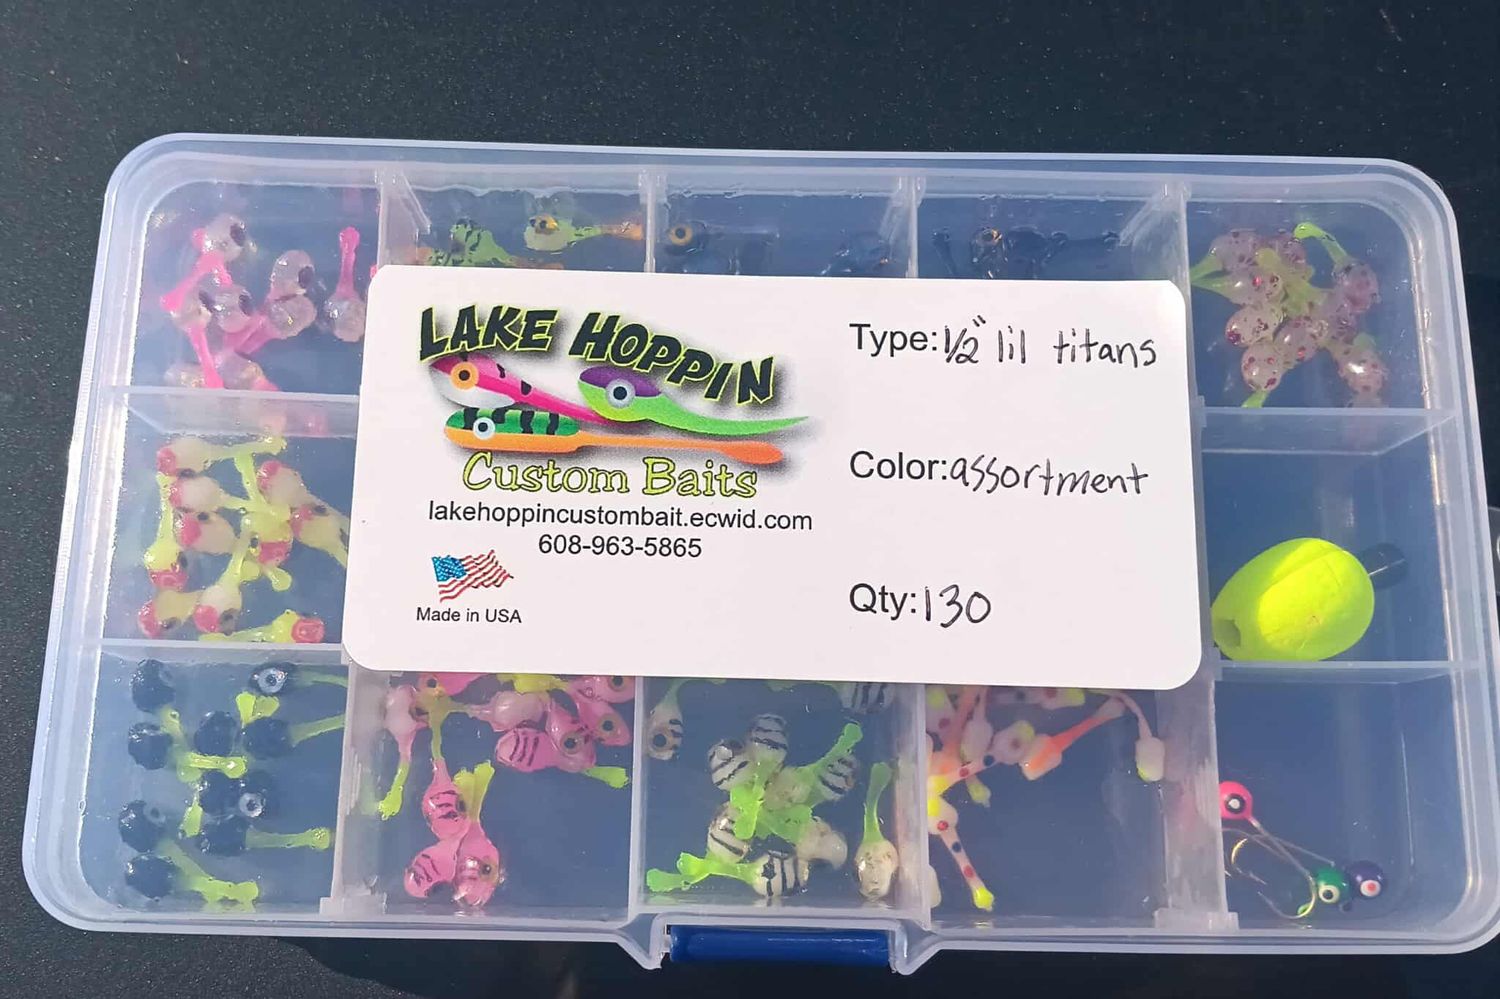 LAKE HOPPIN
Custom Baits
lakehoppincustombait.ecwid.com
608-963-5865
Made in USA
Type: 1/2" lil titans
Color: assortment
Qty: 130